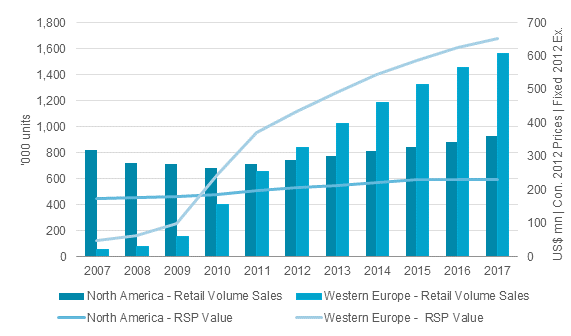 1,800 700
1,600 600
1,400 500
1,200 400
1,000 300
800 200
600 100
400 0
200
0
'000 units
US$ mn | Con. 2012 Prices | Fixed 2012 Ex.
2007 2008 2009 2010 2011 2012 2013 2014 2015 2016 2017
North America - Retail Volume Sales Western Europe - Retail Volume Sales
North America - RSP Value Western Europe - RSP Value